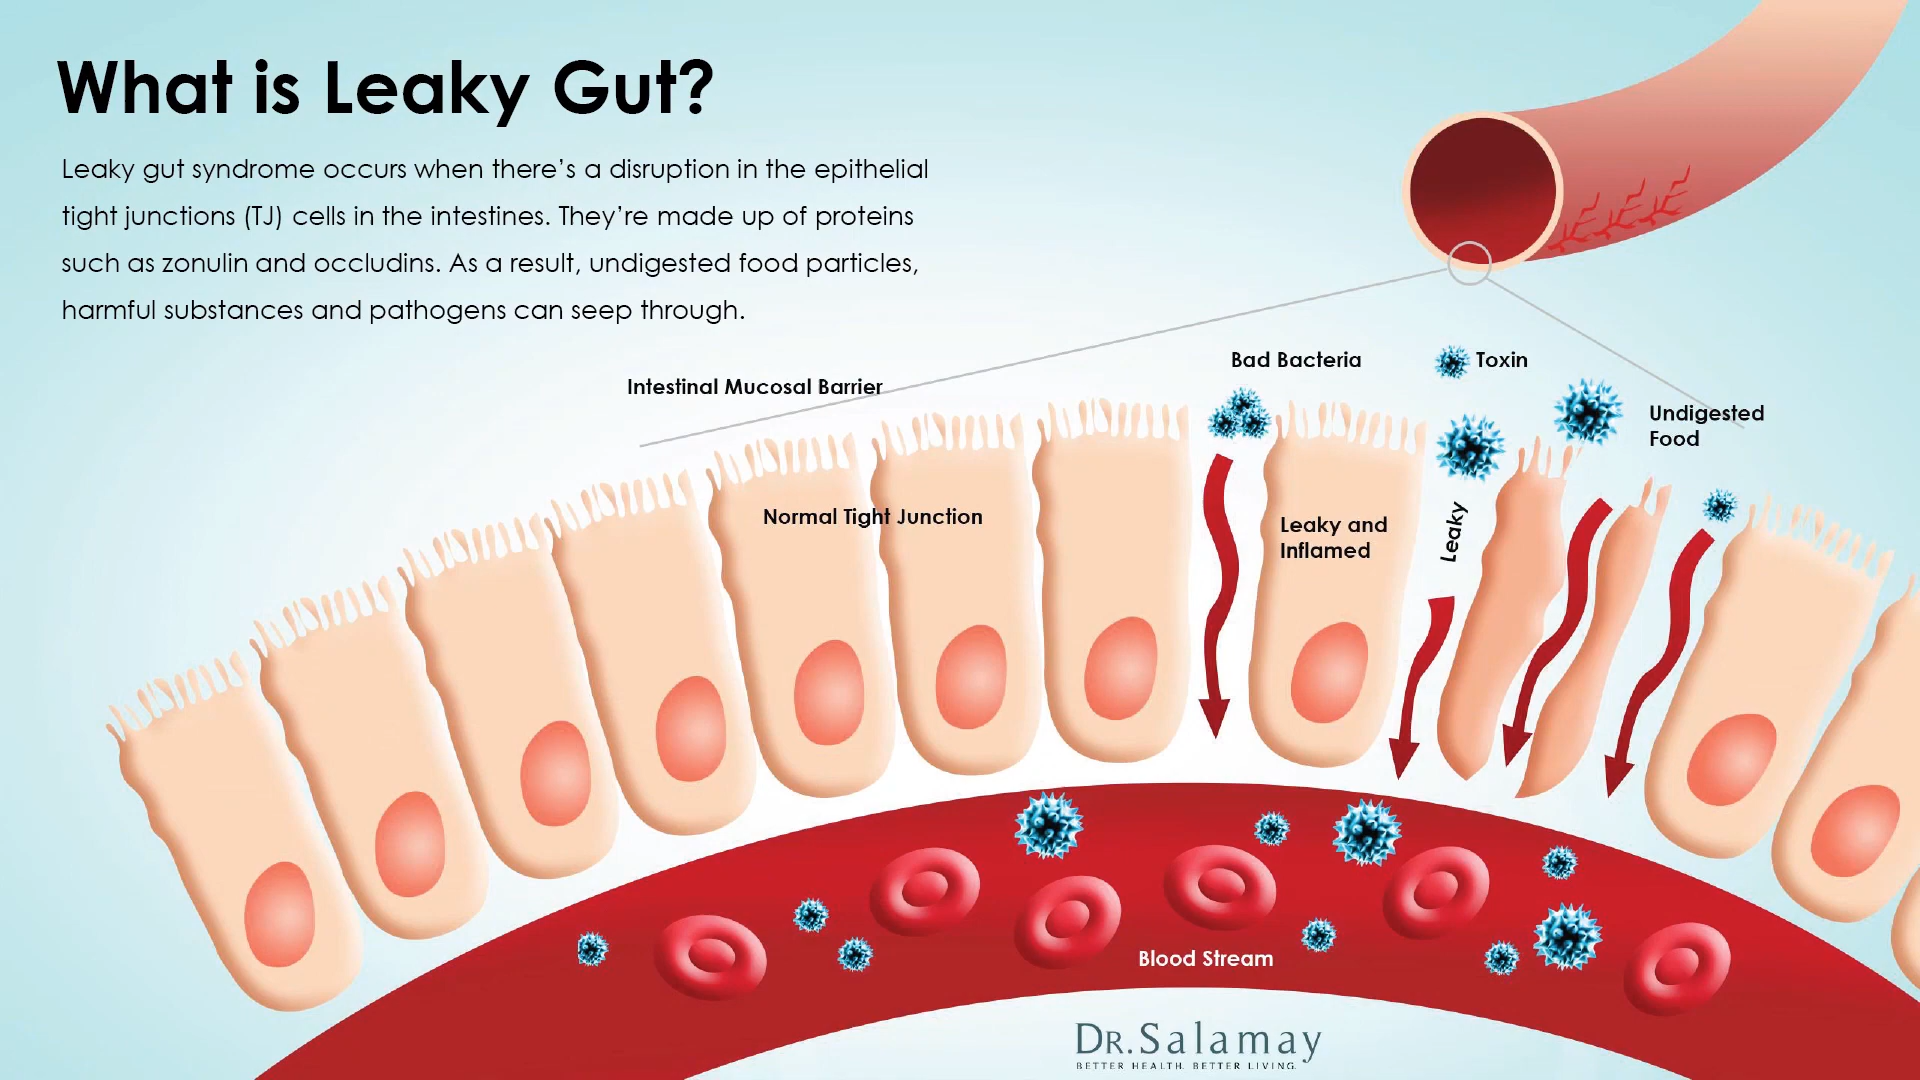 What is Leaky Gut?
Leaky gut syndrome occurs when there’s a disruption in the epithelial
tight junctions (TJ) cells in the intestines. They’re made up of proteins
such as zonulin and occludins. As a result, undigested food particles,
harmful substances and pathogens can seep through.
Intestinal Mucosal Barrier
Bad Bacteria
Toxin
Undigested
Food
Normal Tight Junction
Leaky and
Inflamed
Leaky
Blood Stream
DR.Salamay
BETTER HEALTH. BETTER LIVING.